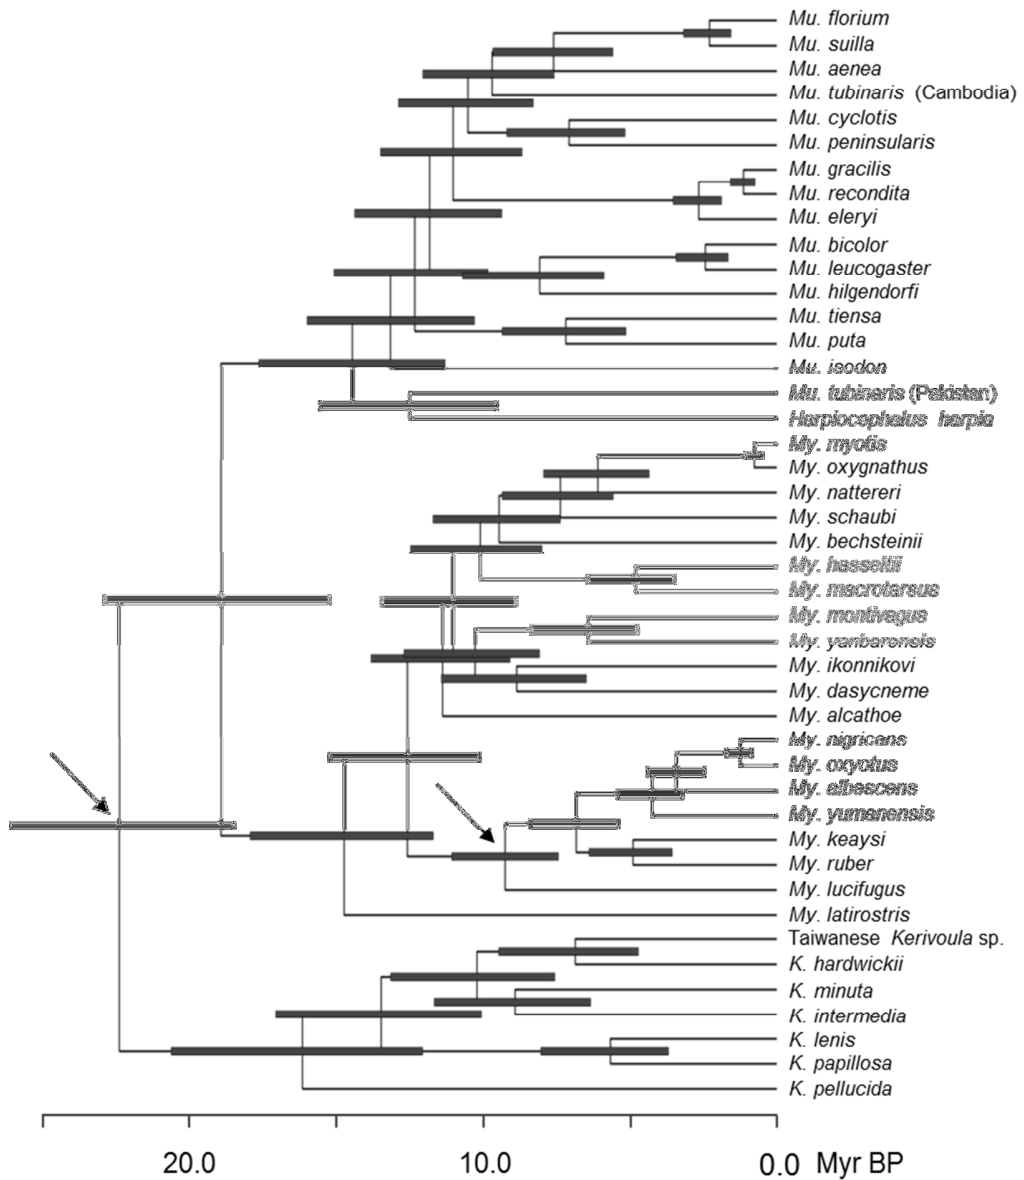 Mu. florium
Mu. suilla
Mu. aenea
Mu. tubinaris (Cambodia)
Mu. cyclotis
Mu. peninsularis
Mu. gracilis
Mu. recondita
Mu. eleryi
Mu. bicolor
Mu. leucogaster
Mu. hilgendorfi
Mu. tiensa
Mu. puta
Mu. isodon
Mu. tubinaris (Pakistan)
Harpiocephalus harpia
My. myotis
My. oxygnathus
My. nattereri
My. schaubi
My. bechsteinii
My. hasseltii
My. macrotarsus
My. montivagus
My. yanbarensis
My. ikonnikovi
My. dasycneme
My. alcathoe
My. nigricans
My. oxyotus
My. albescens
My. yumanensis
My. keaysi
My. ruber
My. lucifugus
My. latirostris
Taiwanese Kerivoula sp.
K. hardwickii
K. minuta
K. intermedia
K. lenis
K. papillosa
K. pellucida
20.0 10.0 0.0 Myr BP